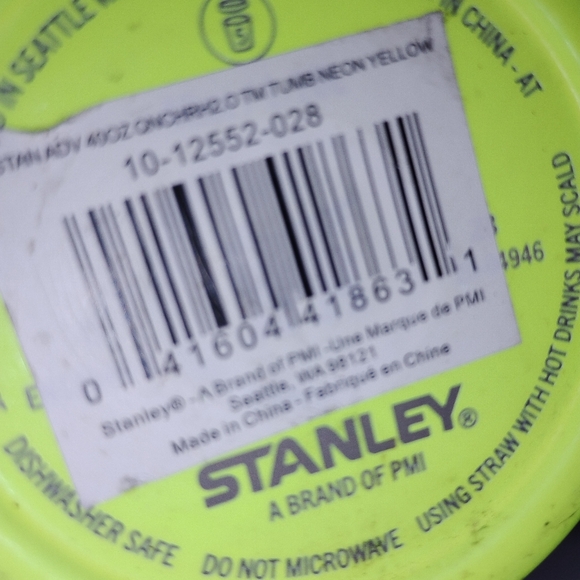 IN SEATTLE
IN CHINA - AT
STAN ADV 40OZ QNCHRH2.O TM TUMB NEON YELLOW
10-12552-028
0 41604 41863 1
Stanley® - A Brand of PMI -Une Marque de PMI
Seattle, WA 98121
Made in China - Fabriqué en Chine
4946
STANLEY®
A BRAND OF PMI
DISHWASHER SAFE
DO NOT MICROWAVE
USING STRAW WITH HOT DRINKS MAY SCALD